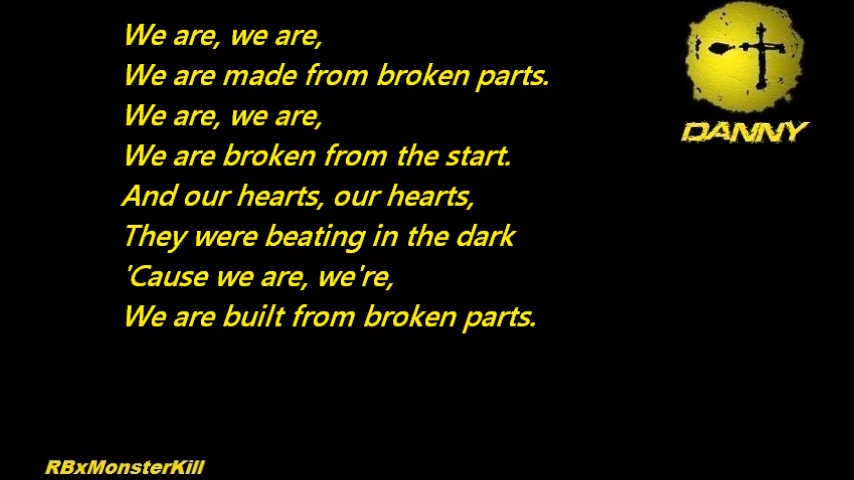 We are, we are,
We are made from broken parts.
We are, we are,
We are broken from the start.
And our hearts, our hearts,
They were beating in the dark
'Cause we are, we're,
We are built from broken parts.
DANNY
RBxMonsterKill